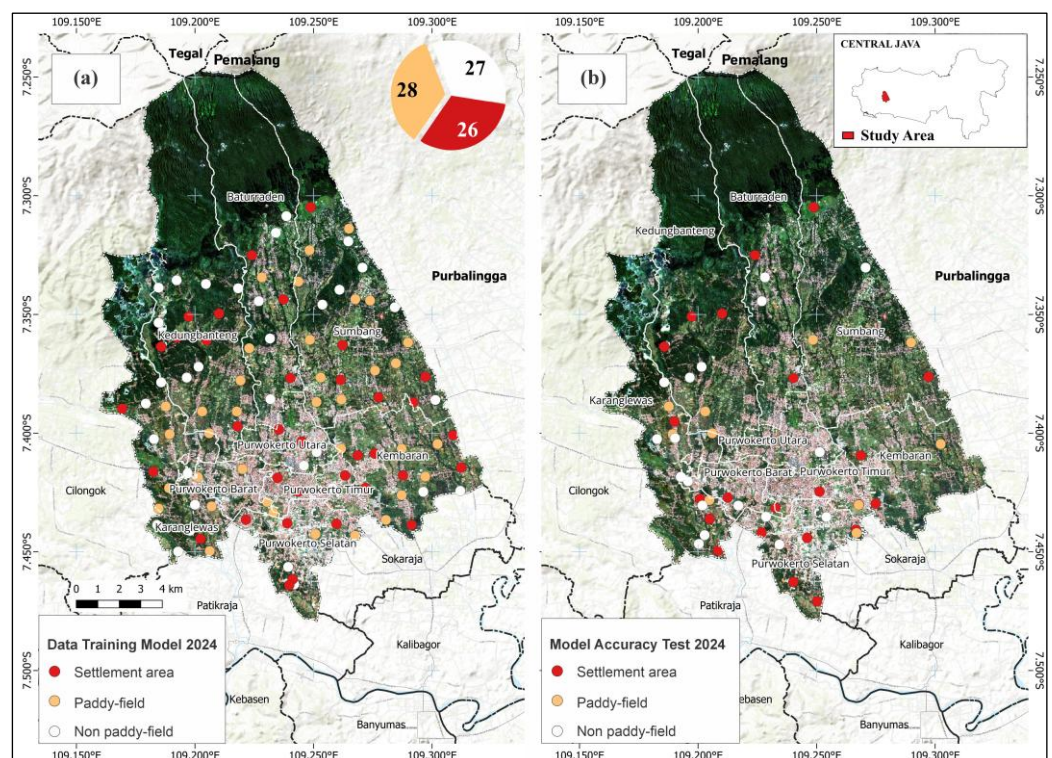 109.150°E 109.200°E 109.250°E 109.300°E
109.150°E 109.200°E 109.250°E 109.300°E
(a)
Tegal
Pemalang
27
28
26
Baturraden
Purbalingga
Kedungbanteng
Sumbang
Purwokerto Utara
Kembaran
Cilongok
Purwokerto Barat
Purwokerto Timur
Karanglewas
Purwokerto Selatan
Sokaraja
0 1 2 3 4 km
Patikraja
Kalibagor
Data Training Model 2024
Settlement area
Paddy-field
Non paddy-field
Kebasen
Banyumas
(b)
Tegal
Pemalang
CENTRAL JAVA
Study Area
Baturraden
Kedungbanteng
Purbalingga
Sumbang
Karanglewas
Purwokerto Utara
Kembaran
Purwokerto Barat
Purwokerto Timur
Cilongok
Sokaraja
Purwokerto Selatan
Patikraja
Kalibagor
Model Accuracy Test 2024
Settlement area
Paddy-field
Non paddy-field
Kebasen
Banyumas
7.250°S
7.300°S
7.350°S
7.400°S
7.450°S
7.500°S
7.250°S
7.300°S
7.350°S
7.400°S
7.450°S
7.500°S
109.150°E 109.200°E 109.250°E 109.300°E
109.150°E 109.200°E 109.250°E 109.300°E